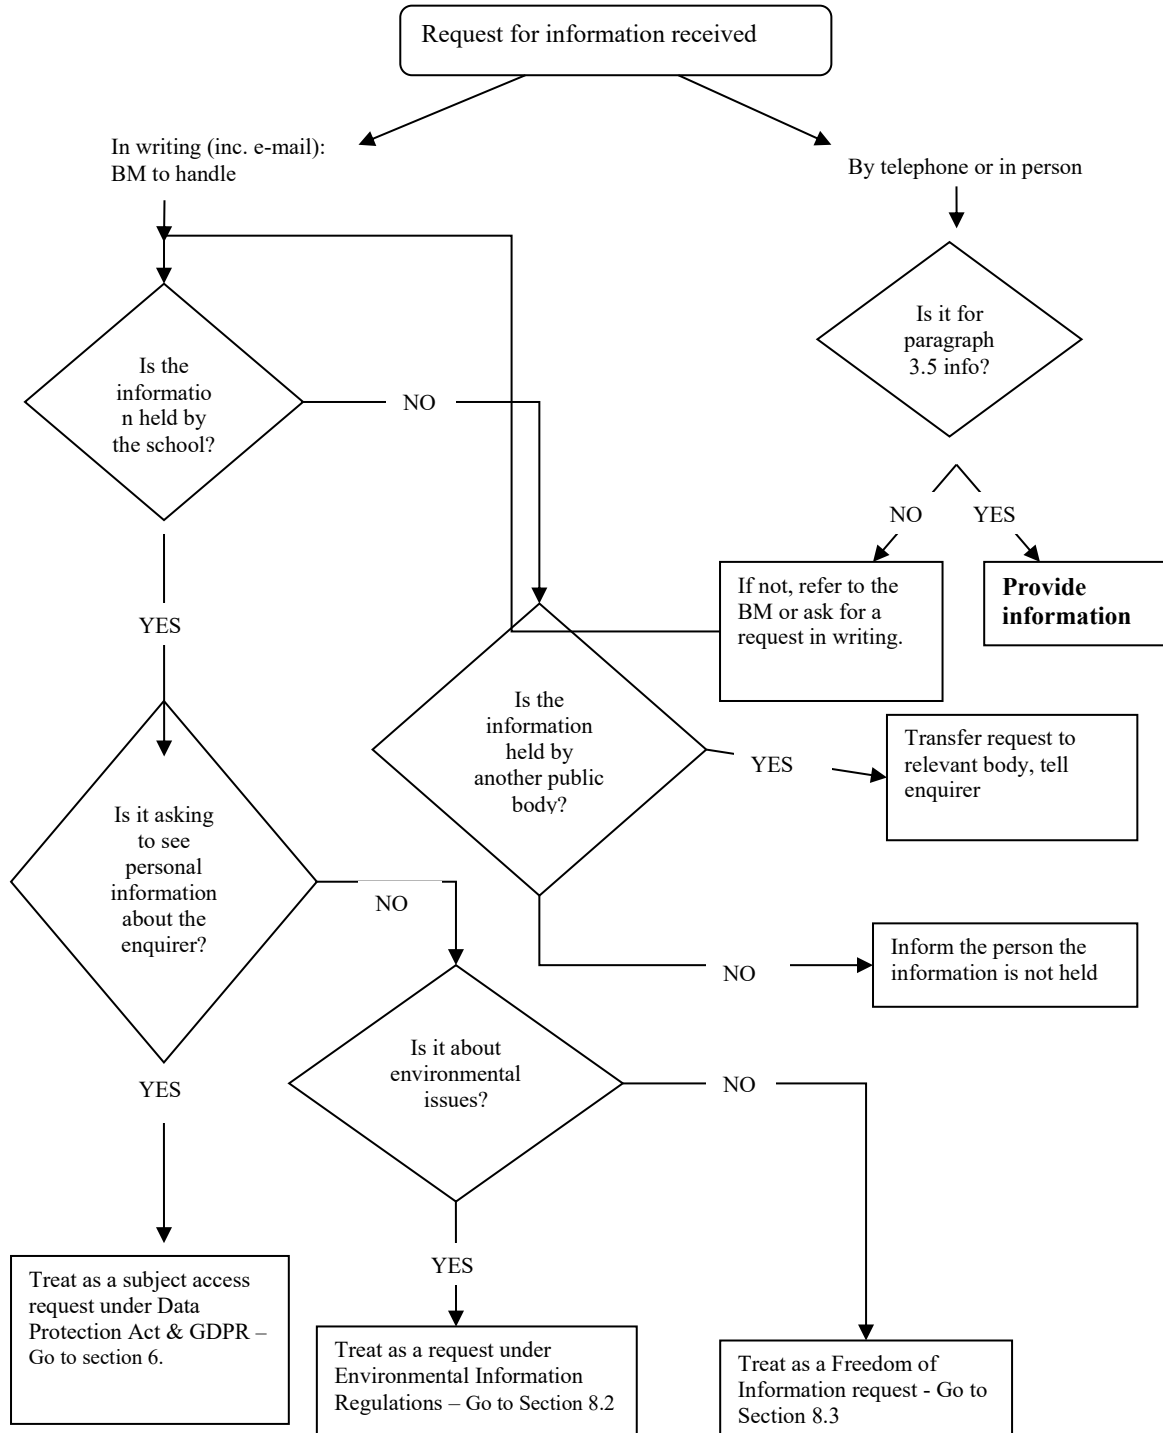 Request for information received
In writing (inc. e-mail):
BM to handle
By telephone or in person
Is it for
paragraph
3.5 info?
Is the
informatio
n held by
the school?
NO
NO
YES
If not, refer to the
BM or ask for a
request in writing.
Provide
information
YES
Is the
information
held by
another public
body?
YES
Transfer request to
relevant body, tell
enquirer
Is it asking
to see
personal
information
about the
enquirer?
NO
NO
Inform the person the
information is not held
Is it about
environmental
issues?
NO
YES
YES
Treat as a subject access
request under Data
Protection Act & GDPR –
Go to section 6.
Treat as a request under
Environmental Information
Regulations – Go to Section 8.2
Treat as a Freedom of
Information request - Go to
Section 8.3